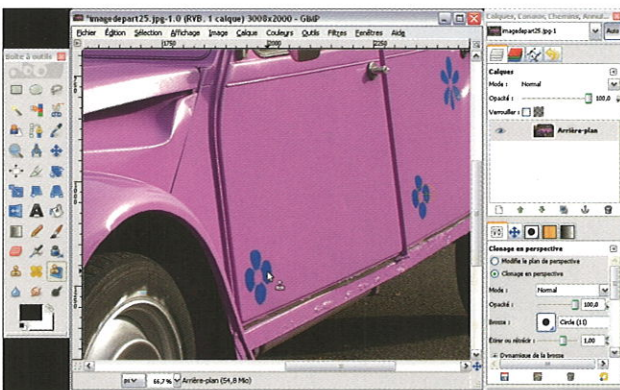 *imagedepart25.jpg-1.0 (RVB, 1 calque) 3008x2000 – GIMP
Fichier Édition Sélection Affichage Image Calque Couleurs Outils Filtres Fenêtres Aide
1750 2000 2250
Boîte à outils
px 66,7 % Arrière-plan (54,8 Mio)
Calques, Canaux, Chemins, Annul...
imagedepart25.jpg-1 Auto
Calques
Mode : Normal
Opacité : 100,0
Verrouiller :
Arrière-plan
Clonage en perspective
Modifie le plan de perspective
Clonage en perspective
Mode : Normal
Opacité : 100,0
Brosse : Circle (11)
Étirer ou rétrécir : 1,00
Dynamique de la brosse